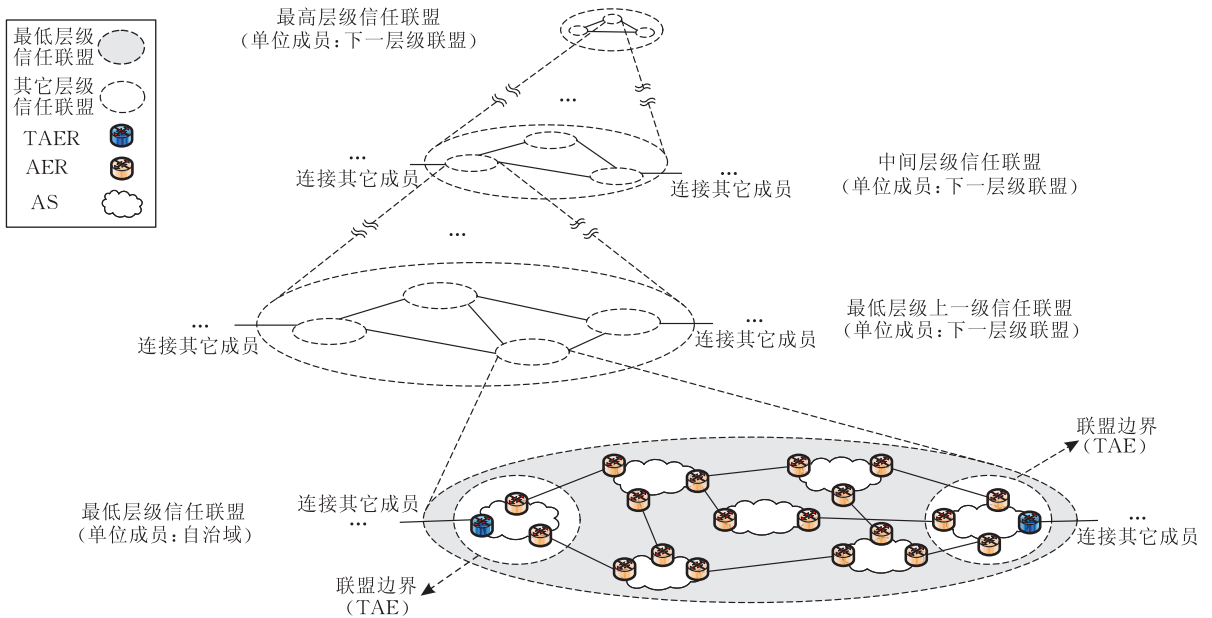 最低层级
信任联盟
其它层级
信任联盟
TAER
AER
AS
最高层级信任联盟
（单位成员:下一层级联盟）
...
...
连接其它成员
...
连接其它成员
中间层级信任联盟
（单位成员:下一层级联盟）
...
...
连接其它成员
...
连接其它成员
最低层级上一级信任联盟
（单位成员:下一层级联盟）
联盟边界
（TAE）
最低层级信任联盟
（单位成员:自治域）
连接其它成员
...
...
连接其它成员
联盟边界
（TAE）